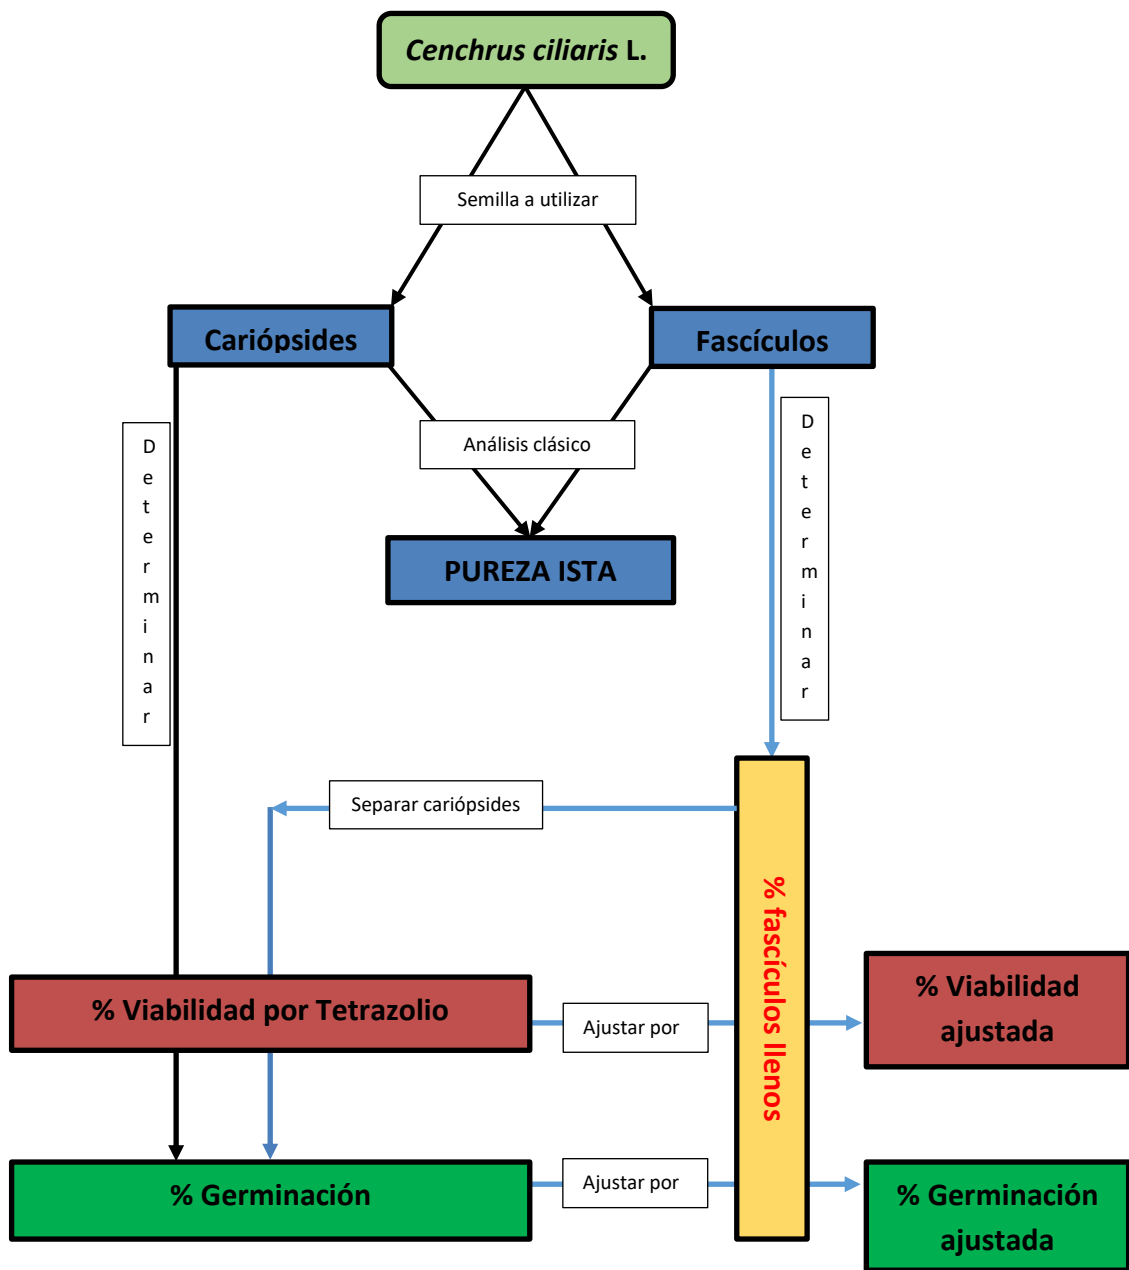 Cenchrus ciliaris L.
Semilla a utilizar
Cariópsides
Fascículos
Análisis clásico
Determinar
Determinar
PUREZA ISTA
Separar cariópsides
% fascículos llenos
% Viabilidad por Tetrazolio
Ajustar por
% Viabilidad
ajustada
% Germinación
Ajustar por
% Germinación
ajustada